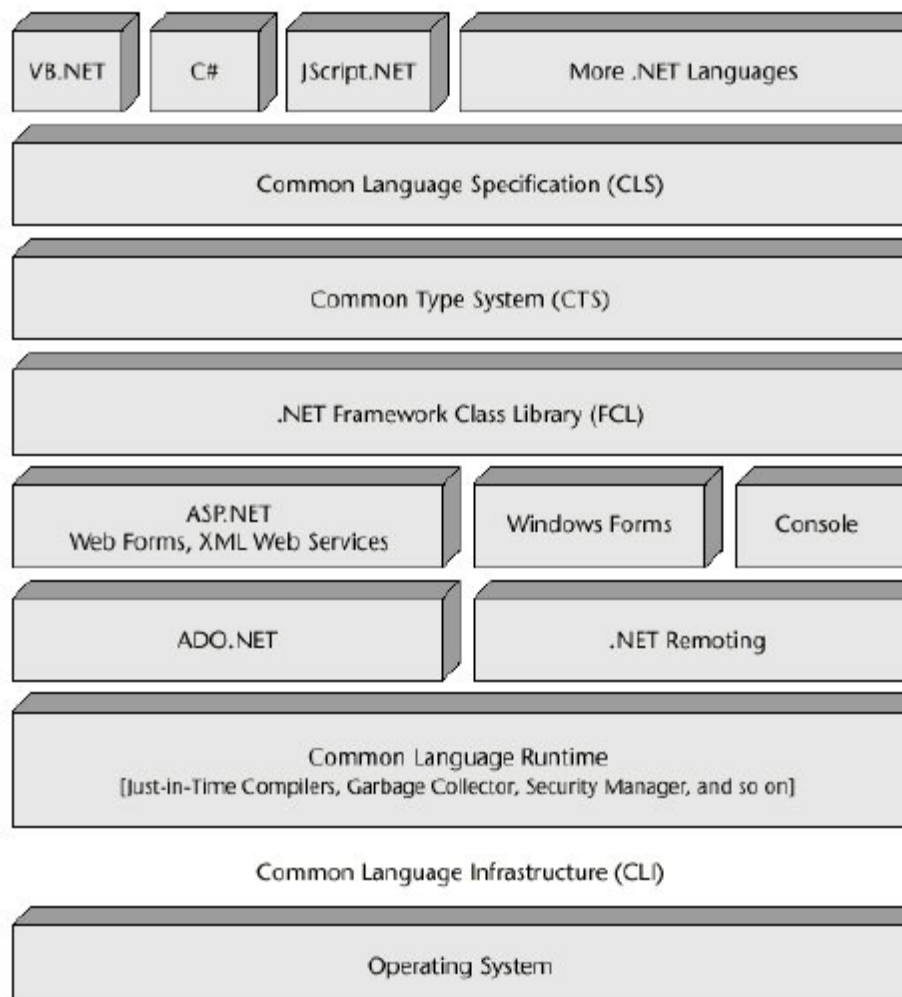 VB.NET
C#
JScript.NET
More .NET Languages
Common Language Specification (CLS)
Common Type System (CTS)
.NET Framework Class Library (FCL)
ASP.NET
Web Forms, XML Web Services
Windows Forms
Console
ADO.NET
.NET Remoting
Common Language Runtime
[Just-in-Time Compilers, Garbage Collector, Security Manager, and so on]
Common Language Infrastructure (CLI)
Operating System